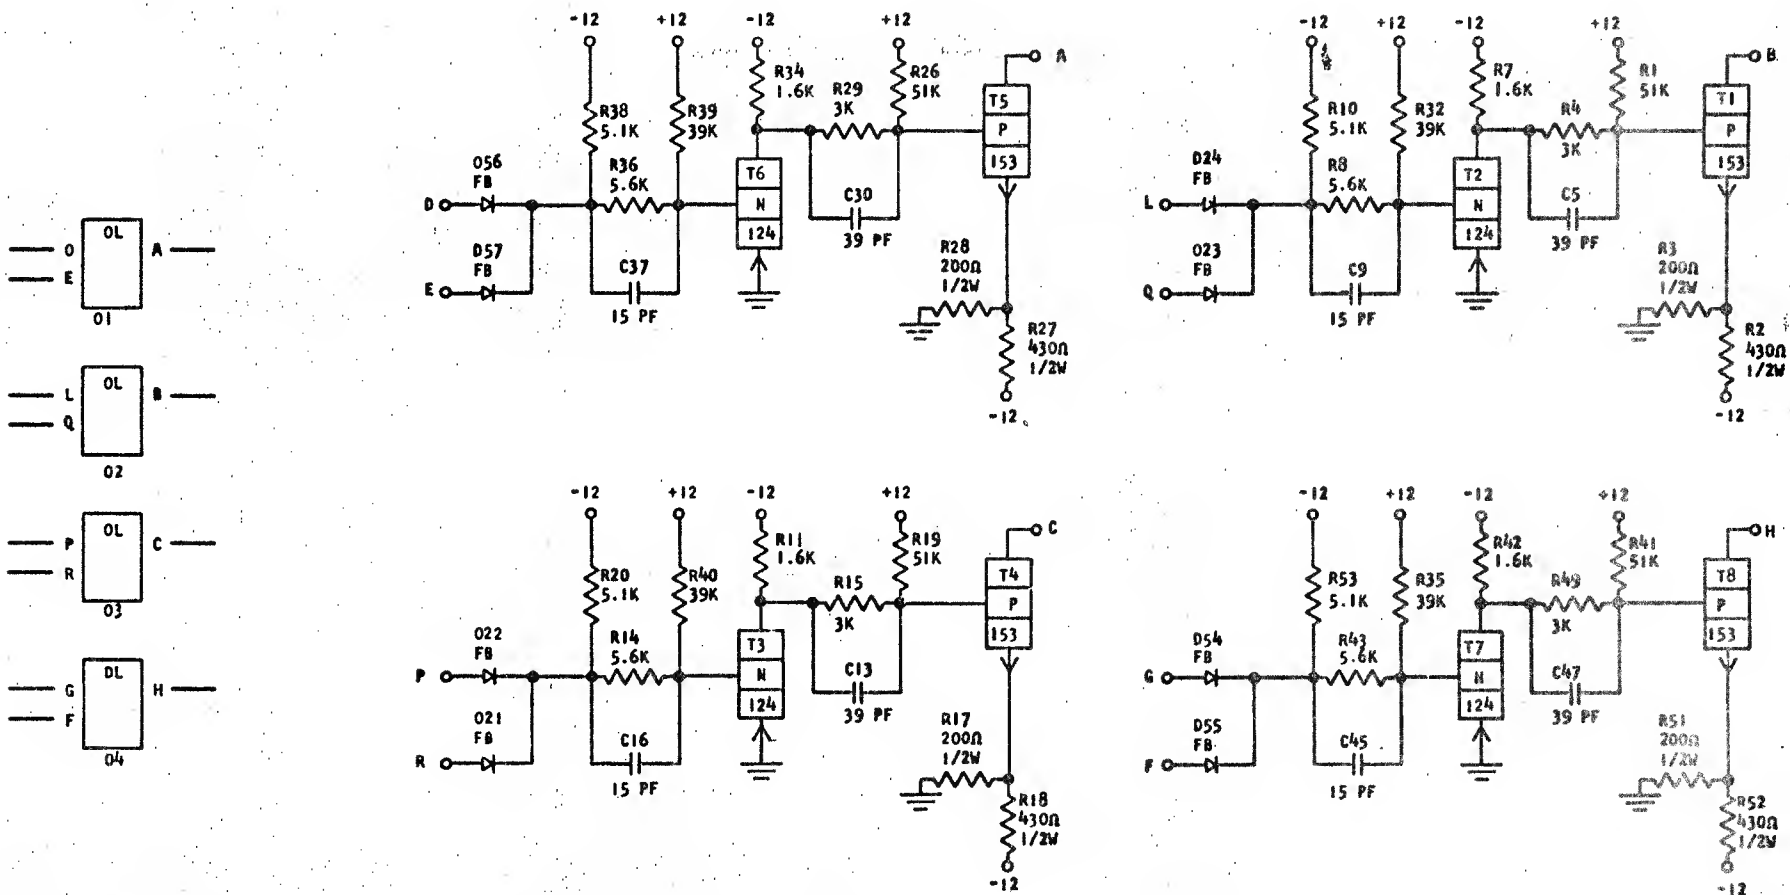 OL
O
E
A
01
OL
L
Q
B
02
OL
P
R
C
03
DL
G
F
H
04
-12
+12
-12
+12
A
R38
5.1K
R39
39K
R34
1.6K
R29
3K
R26
51K
T5
P
153
D56
FB
D
R36
5.6K
T6
N
124
C30
39 PF
D57
FB
E
C37
15 PF
R28
200Ω
1/2W
R27
430Ω
1/2W
-12
-12
+12
-12
+12
B
R10
5.1K
R32
39K
R7
1.6K
R4
3K
R1
51K
T1
P
153
D24
FB
L
R8
5.6K
T2
N
124
C5
39 PF
O23
FB
Q
C9
15 PF
R3
200Ω
1/2W
R2
430Ω
1/2W
-12
-12
+12
-12
+12
C
R20
5.1K
R40
39K
R11
1.6K
R15
3K
R19
51K
T4
P
153
O22
FB
P
R14
5.6K
T3
N
124
C13
39 PF
O21
FB
R
C16
15 PF
R17
200Ω
1/2W
R18
430Ω
1/2W
-12
-12
+12
-12
+12
H
R53
5.1K
R35
39K
R42
1.6K
R49
3K
R41
51K
T8
P
153
D54
FB
G
R43
5.6K
T7
N
124
C47
39 PF
D55
FB
F
C45
15 PF
R51
200Ω
1/2W
R52
430Ω
1/2W
-12